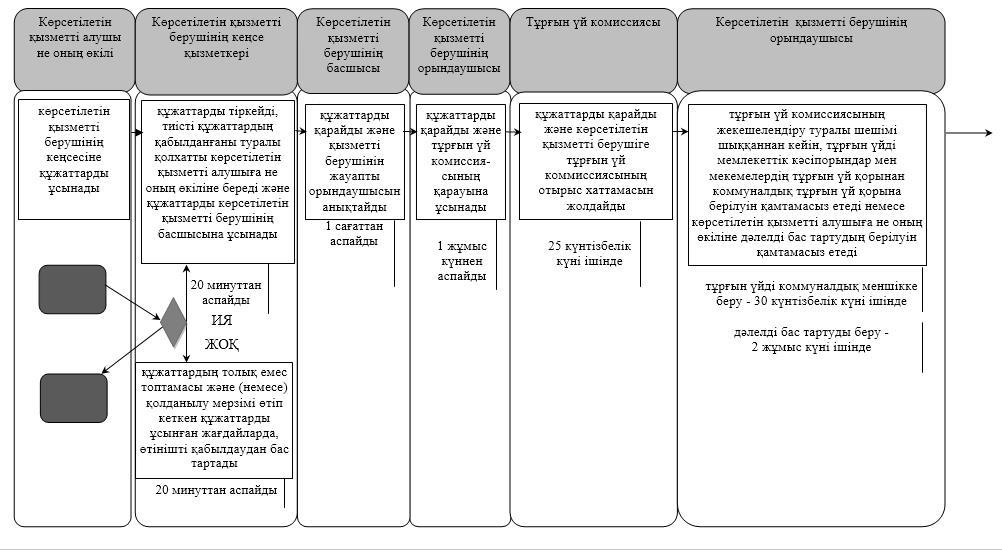 Көрсетілетін
қызметті алушы
не оның өкілі
Көрсетілетін қызметті
берушінің кеңсе
қызметкері
Көрсетілетін
қызметті
берушінің
басшысы
Көрсетілетін
қызметті
берушінің
орындаушысы
Тұрғын үй комиссиясы
Көрсетілетін қызметті берушінің
орындаушысы
көрсетілетін
қызметті
берушінің
кеңсесіне
құжаттарды
ұсынады
құжаттарды тіркейді,
тиісті құжаттардың
қабылданғаны туралы
қолхатты көрсетілетін
қызметті алушыға не
оның өкіліне береді және
құжаттарды көрсетілетін
қызметті берушінің
басшысына ұсынады
20 минуттан
аспайды
ИЯ
ЖОҚ
құжаттардың толық емес
топтамасы және (немесе)
қолданылу мерзімі өтіп
кеткен құжаттарды
ұсынған жағдайларда,
өтінішті қабылдаудан бас
тартады
20 минуттан аспайды
құжаттарды
қарайды және
қызметті
берушінің
жауапты
орындаушысын
анықтайды
1 сағаттан
аспайды
құжаттарды
қарайды және
тұрғын үй
комиссия-
сының
қарауына
ұсынады
1 жұмыс
күннен
аспайды
құжаттарды қарайды
және көрсетілетін
қызметті берушіге
тұрғын үй
коммиссиясының
отырыс хаттамасын
жолдайды
25 күнтізбелік
күні ішінде
тұрғын үй комиссиясының
жекешелендіру туралы шешімі
шыққаннан кейін, тұрғын үйді
мемлекеттік кәсіпорындар мен
мекемелердің тұрғын үй қорынан
коммуналдық тұрғын үй қорына
берілуін қамтамасыз етеді немесе
көрсетілетін қызметті алушыға не оның
өкіліне дәлелді бас тартудың берілуін
қамтамасыз етеді
тұрғын үйді коммуналдық меншікке
беру - 30 күнтізбелік күні ішінде
дәлелді бас тартуды беру -
2 жұмыс күні ішінде